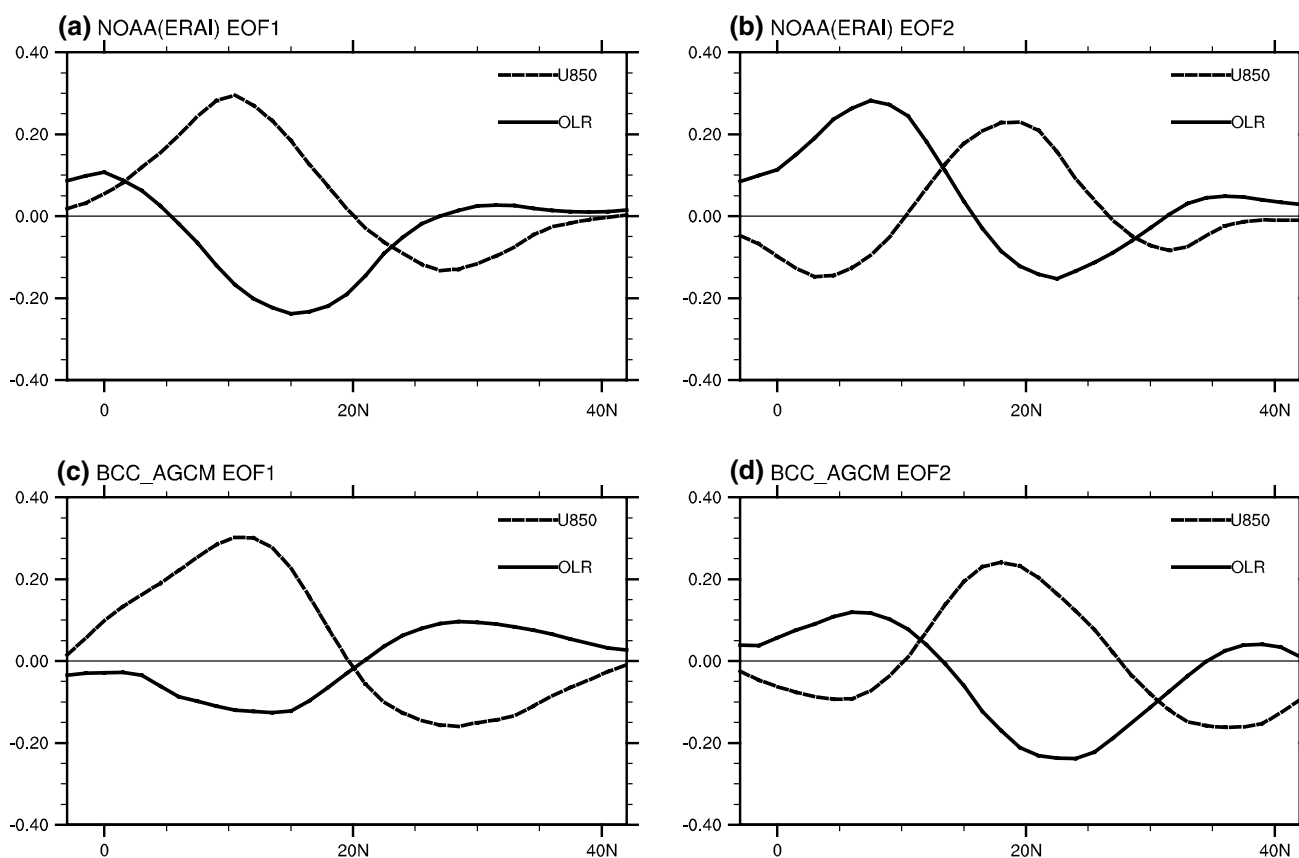 (a) NOAA(ERAI) EOF1
0.40
0.20
0.00
-0.20
-0.40
U850
OLR
0
20N
40N
(b) NOAA(ERAI) EOF2
0.40
0.20
0.00
-0.20
-0.40
U850
OLR
0
20N
40N
(c) BCC_AGCM EOF1
0.40
0.20
0.00
-0.20
-0.40
U850
OLR
0
20N
40N
(d) BCC_AGCM EOF2
0.40
0.20
0.00
-0.20
-0.40
U850
OLR
0
20N
40N